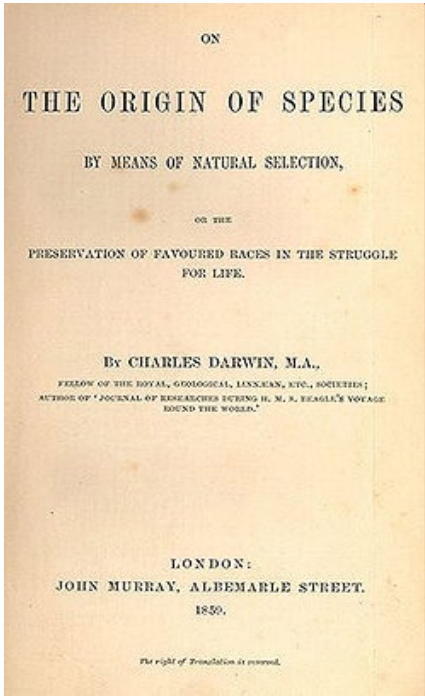 ON
THE ORIGIN OF SPECIES
BY MEANS OF NATURAL SELECTION,
OR THE
PRESERVATION OF FAVOURED RACES IN THE STRUGGLE
FOR LIFE.
BY CHARLES DARWIN, M.A.,
FELLOW OF THE ROYAL, GEOLOGICAL, LINNÆAN, ETC., SOCIETIES;
AUTHOR OF 'JOURNAL OF RESEARCHES DURING H. M. S. BEAGLE'S VOYAGE
ROUND THE WORLD.'
LONDON:
JOHN MURRAY, ALBEMARLE STREET.
1859.
The right of Translation is reserved.